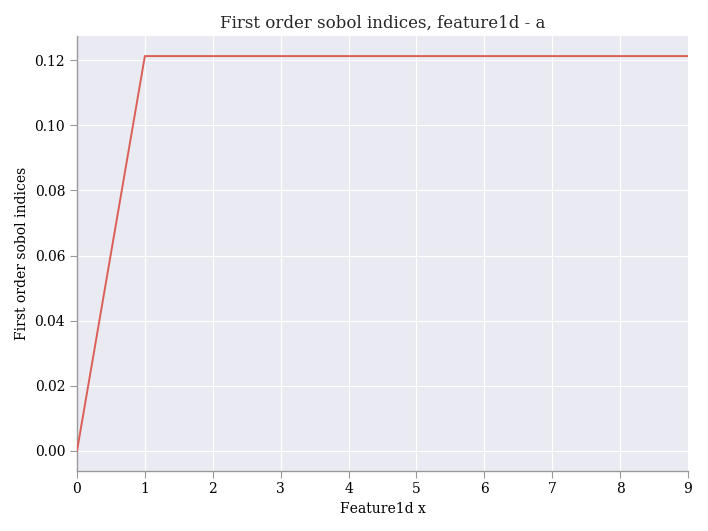 First order sobol indices, feature1d - a
First order sobol indices
0.12
0.10
0.08
0.06
0.04
0.02
0.00
0 1 2 3 4 5 6 7 8 9
Feature1d x